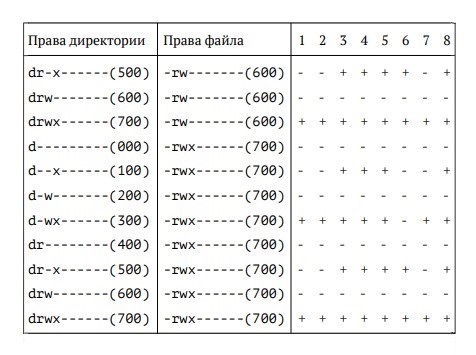 Права директории Права файла 1 2 3 4 5 6 7 8
dr-x------(500) -rw-------(600) - - + + + + - +
drw-------(600) -rw-------(600) - - - - - - - -
drwx------(700) -rw-------(600) + + + + + + + +
d---------(000) -rwx------(700) - - - - - - - -
d--x------(100) -rwx------(700) - - + + + - - +
d-w-------(200) -rwx------(700) - - - - - - - -
d-wx------(300) -rwx------(700) + + + + + - + +
dr--------(400) -rwx------(700) - - - - - - - -
dr-x------(500) -rwx------(700) - - + + + + - +
drw-------(600) -rwx------(700) - - - - - - - -
drwx------(700) -rwx------(700) + + + + + + + +